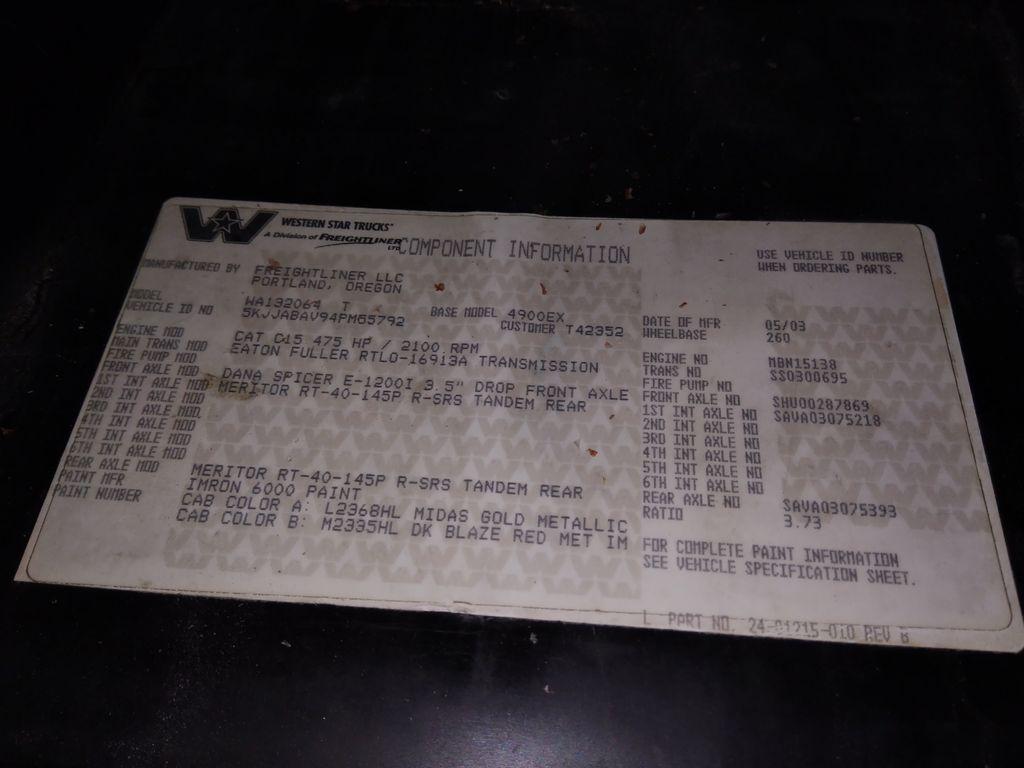 WESTERN STAR TRUCKS
A Division of FREIGHTLINER LTD
COMPONENT INFORMATION
USE VEHICLE ID NUMBER
WHEN ORDERING PARTS.
MANUFACTURED BY FREIGHTLINER LLC
PORTLAND, OREGON
MODEL WA132064 T BASE MODEL 4900EX
VEHICLE ID NO 5KJJABAV94PM55792 CUSTOMER T42352
DATE OF MFR 05/03
WHEELBASE 260
ENGINE MOD CAT C15 475 HP / 2100 RPM
MAIN TRANS MOD EATON FULLER RTLO-16913A TRANSMISSION
FIRE PUMP MOD
FRONT AXLE MOD DANA SPICER E-1200I 3.5" DROP FRONT AXLE
1ST INT AXLE MOD MERITOR RT-40-145P R-SRS TANDEM REAR
2ND INT AXLE MOD
3RD INT AXLE MOD
4TH INT AXLE MOD
5TH INT AXLE MOD
6TH INT AXLE MOD
REAR AXLE MOD MERITOR RT-40-145P R-SRS TANDEM REAR
PAINT MFR IMRON 6000 PAINT
PAINT NUMBER CAB COLOR A: L2368HL MIDAS GOLD METALLIC
CAB COLOR B: M2335HL DK BLAZE RED MET IM
ENGINE NO MBN15138
TRANS NO SS0300695
FIRE PUMP NO
FRONT AXLE NO SHU00287869
1ST INT AXLE NO SAVA03075218
2ND INT AXLE NO
3RD INT AXLE NO
4TH INT AXLE NO
5TH INT AXLE NO
6TH INT AXLE NO
REAR AXLE NO SAVA03075393
RATIO 3.73
FOR COMPLETE PAINT INFORMATION
SEE VEHICLE SPECIFICATION SHEET.
L PART NO. 24-01215-010 REV B